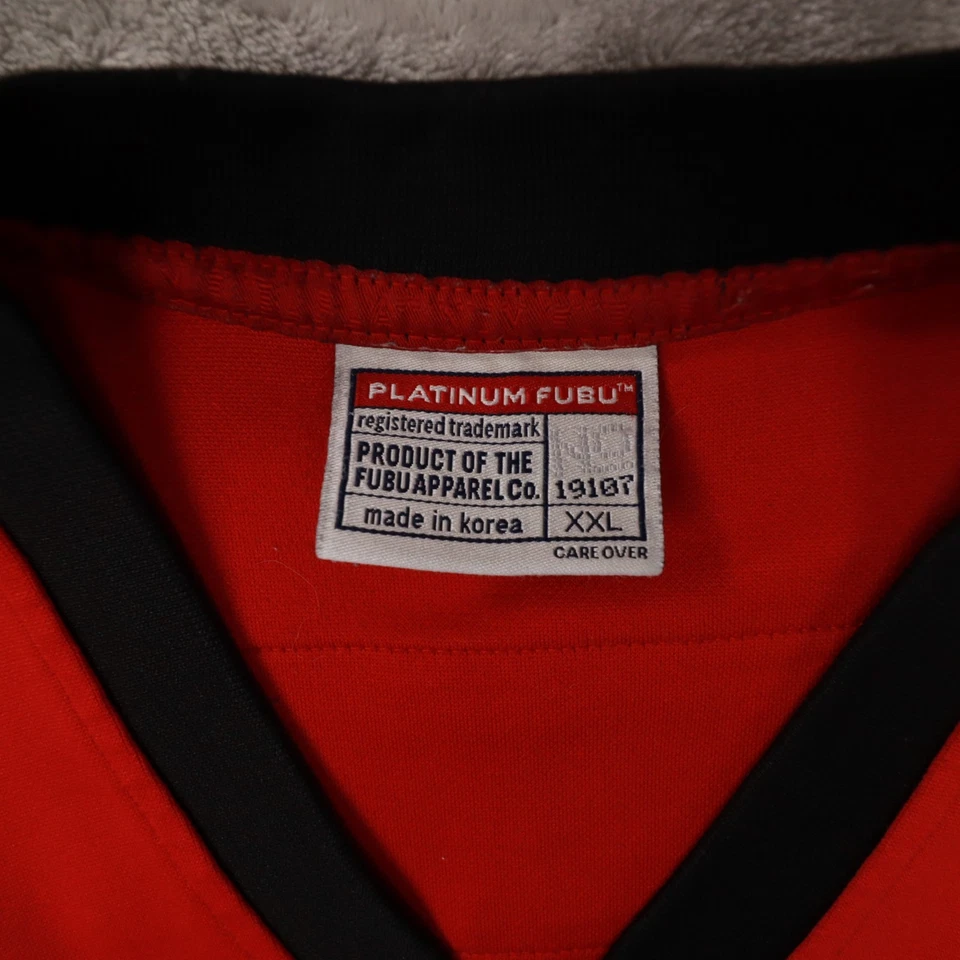 PLATINUM FUBU™
registered trademark
PRODUCT OF THE
FUBU APPAREL Co.
19107
made in korea
XXL
CARE OVER